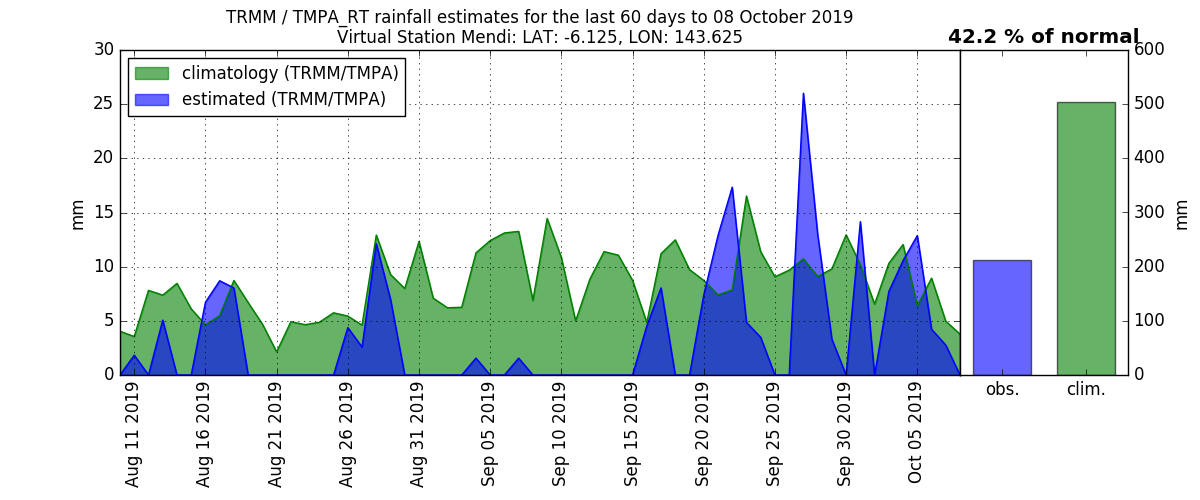 TRMM / TMPA_RT rainfall estimates for the last 60 days to 08 October 2019
Virtual Station Mendi: LAT: -6.125, LON: 143.625
42.2 % of normal
climatology (TRMM/TMPA)
estimated (TRMM/TMPA)
30
25
20
15
10
5
0
mm
600
500
400
300
200
100
0
mm
Aug 11 2019
Aug 16 2019
Aug 21 2019
Aug 26 2019
Aug 31 2019
Sep 05 2019
Sep 10 2019
Sep 15 2019
Sep 20 2019
Sep 25 2019
Sep 30 2019
Oct 05 2019
obs.
clim.